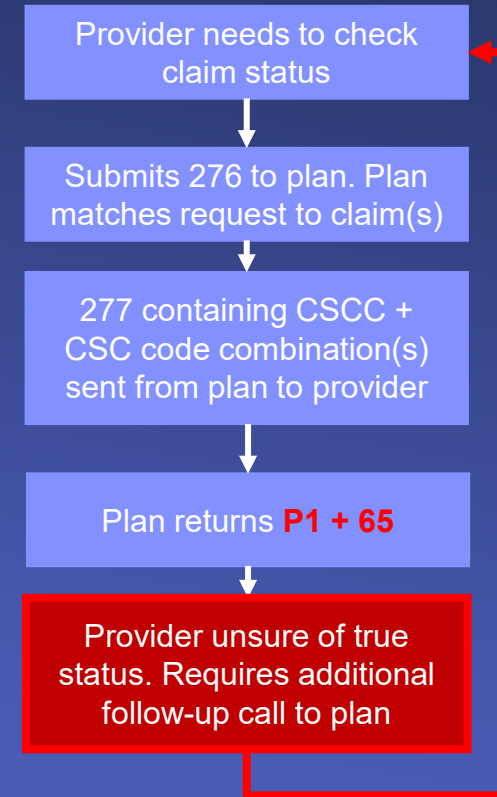 Provider needs to check
claim status
Submits 276 to plan. Plan
matches request to claim(s)
277 containing CSCC +
CSC code combination(s)
sent from plan to provider
Plan returns P1 + 65
Provider unsure of true
status. Requires additional
follow-up call to plan